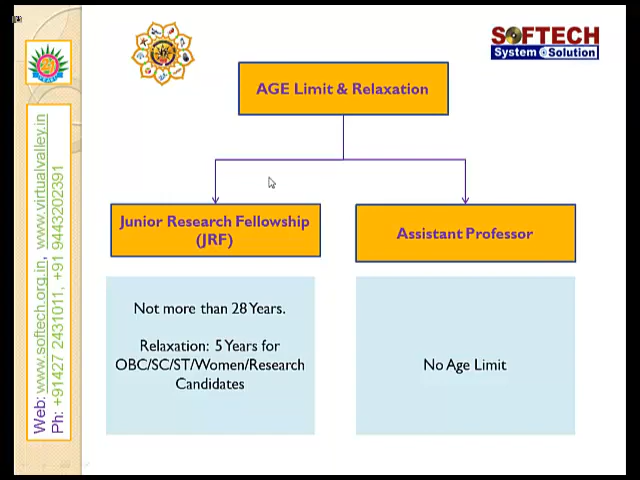 SOFTECH
System Solution
AGE Limit & Relaxation
Junior Research Fellowship
(JRF)
Assistant Professor
Not more than 28 Years.
Relaxation: 5 Years for
OBC/SC/ST/Women/Research
Candidates
No Age Limit
Web: www.softech.org.in, www.virtualvalley.in
Ph: +91427 2431011, +91 9443202391